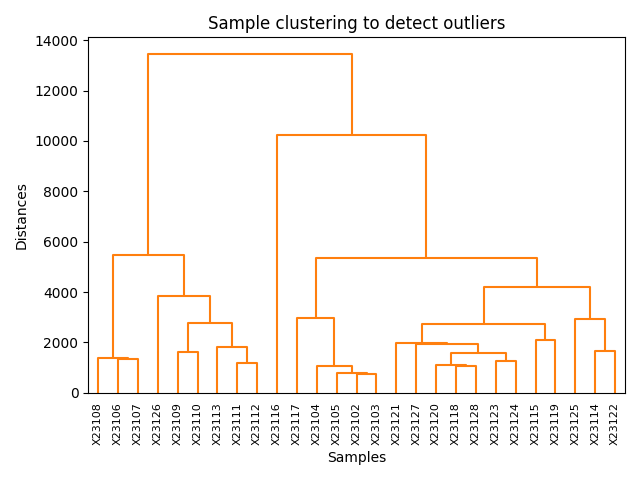 Sample clustering to detect outliers
14000
12000
10000
8000
6000
4000
2000
0
Distances
X23108
X23106
X23107
X23126
X23109
X23110
X23113
X23111
X23112
X23116
X23117
X23104
X23105
X23102
X23103
X23121
X23127
X23120
X23118
X23128
X23123
X23124
X23115
X23119
X23125
X23114
X23122
Samples